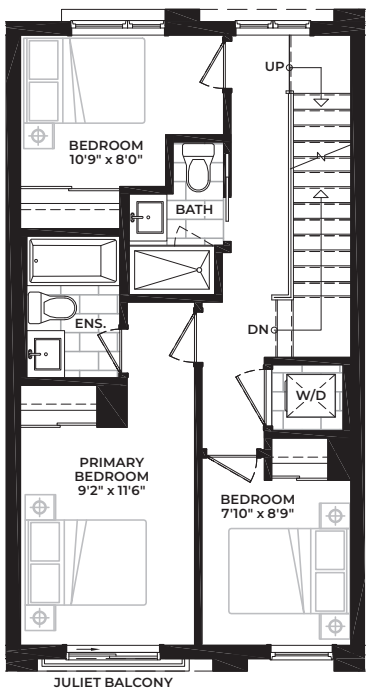 UP
BEDROOM
10'9" x 8'0"
BATH
ENS.
DN
W/D
PRIMARY
BEDROOM
9'2" x 11'6"
BEDROOM
7'10" x 8'9"
JULIET BALCONY